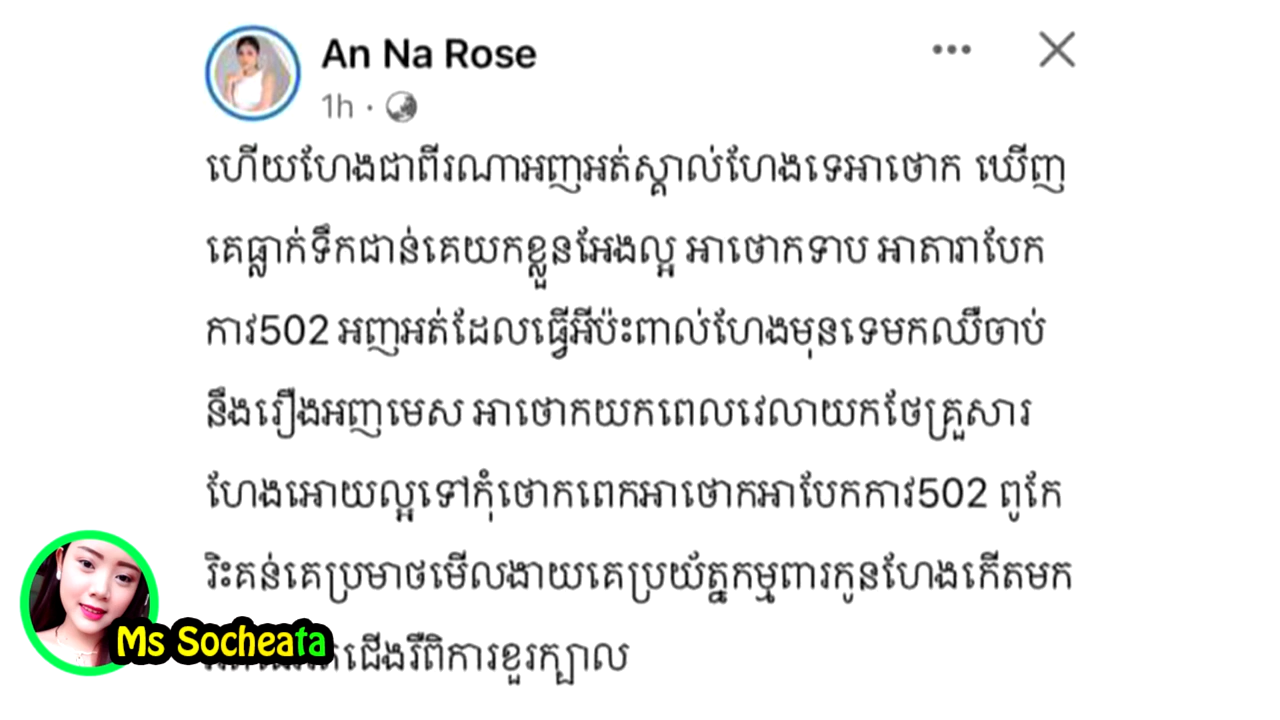 An Na Rose
1h ·
ហើយហែងជាពីរណាអញអត់ស្គាល់ហែងទេអាថោក ឃើញ
គេធ្លាក់ទឹកជាន់គេយកខ្លួនអែងល្អ អាថោកទាប អាតារាបែក
កាវ502 អញអត់ដែលធ្វើអីប៉ះពាល់ហែងមុនទេមកឈឺចាប់
នឹងរឿងអញមេស អាថោកយកពេលវេលាយកថែគ្រួសារ
ហែងអោយល្អទៅកុំថោកពេកអាថោកអាបែកកាវ502 ពូកែ
រិះគន់គេប្រមាថមើលងាយគេប្រយ័ត្នកម្មពារកូនហែងកើតមក
ជើងរឺពិការខួរក្បាល
Ms Socheata